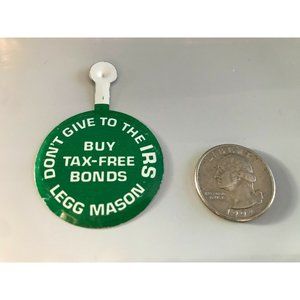 DON'T GIVE TO THE IRS
BUY
TAX-FREE
BONDS
LEGG MASON